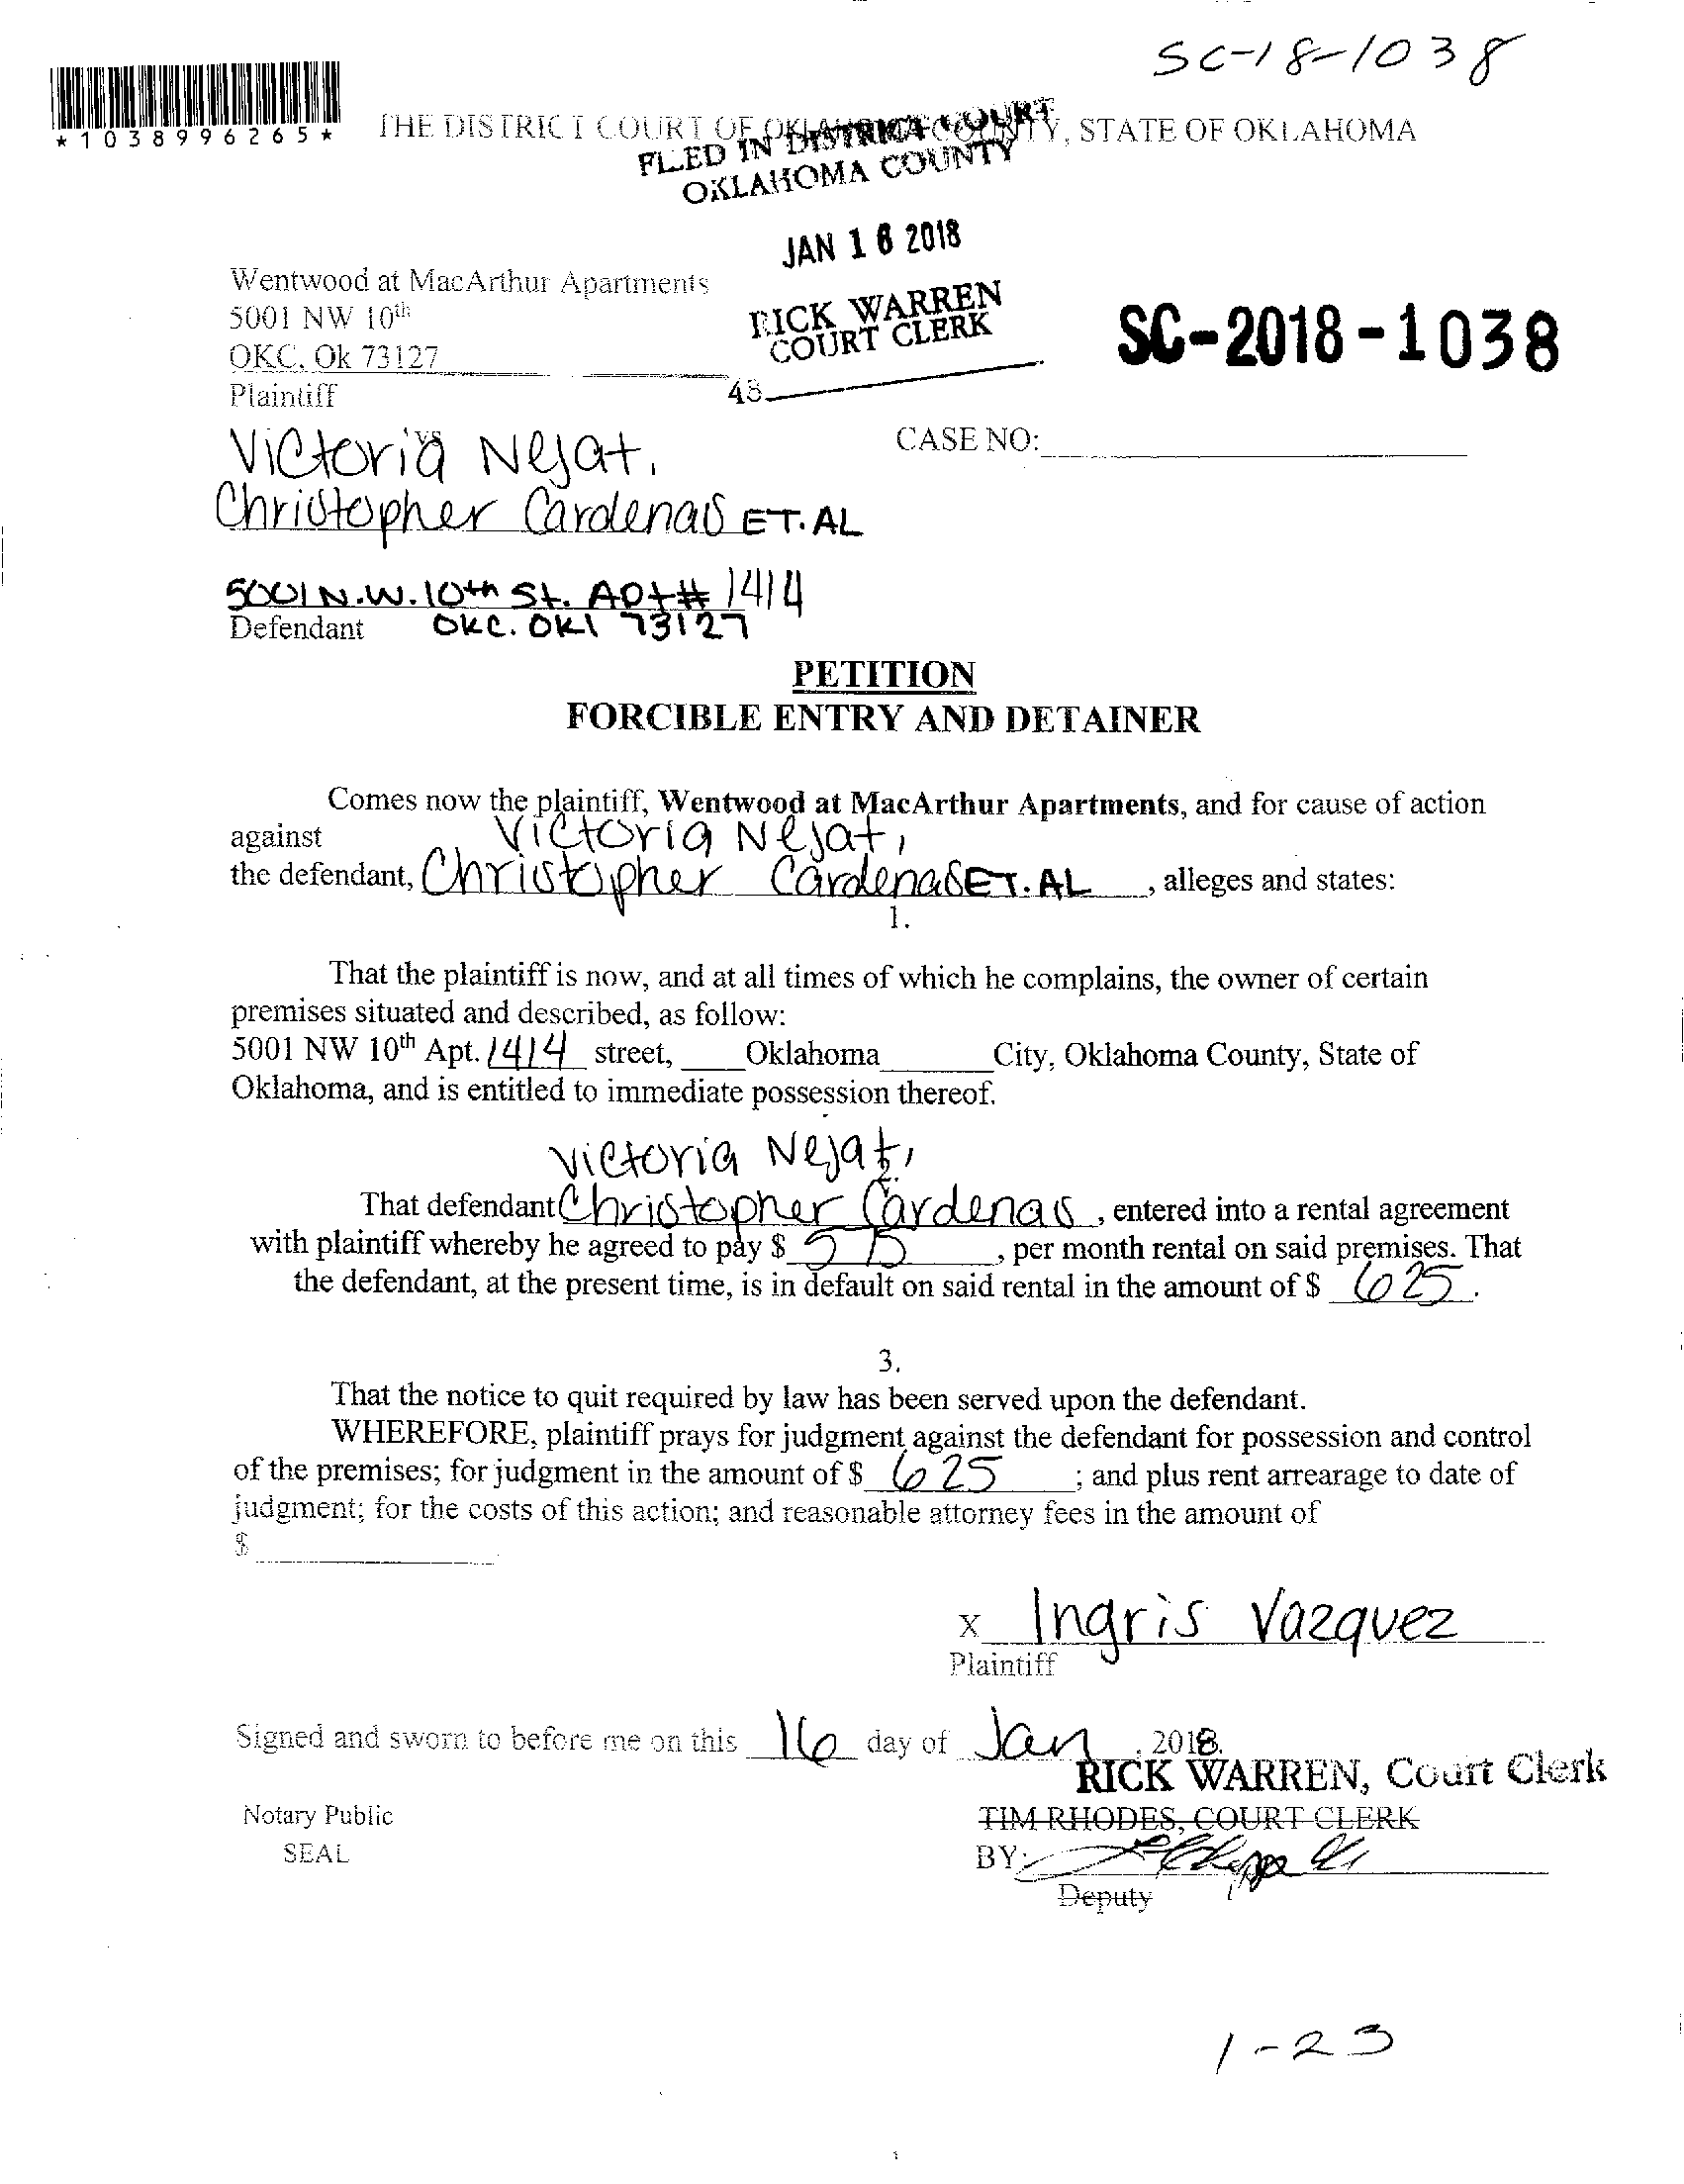 SC-18-1038
*1038996265*
THE DISTRICT COURT OF OKLAHOMA COUNTY, STATE OF OKLAHOMA
FILED IN DISTRICT COURT
OKLAHOMA COUNTY
JAN 16 2018
RICK WARREN
COURT CLERK
48
SC-2018-1038
Wentwood at MacArthur Apartments
5001 NW 10th
OKC, Ok 73127
Plaintiff
vs
CASE NO:
Victoria Nejat,
Christopher Cardenas ET. AL
5001 N.W. 10th St. Apt# 1414
Defendant OKC. OKl 73127
PETITION
FORCIBLE ENTRY AND DETAINER
Comes now the plaintiff, Wentwood at MacArthur Apartments, and for cause of action
against Victoria Nejat,
the defendant, Christopher Cardenas ET. AL, alleges and states:
1.
That the plaintiff is now, and at all times of which he complains, the owner of certain
premises situated and described, as follow:
5001 NW 10th Apt. 1414 street, Oklahoma City, Oklahoma County, State of
Oklahoma, and is entitled to immediate possession thereof.
Victoria Nejat,
2.
That defendant Christopher Cardenas, entered into a rental agreement
with plaintiff whereby he agreed to pay $ , per month rental on said premises. That
the defendant, at the present time, is in default on said rental in the amount of $ 625.
3.
That the notice to quit required by law has been served upon the defendant.
WHEREFORE, plaintiff prays for judgment against the defendant for possession and control
of the premises; for judgment in the amount of $ 625 ; and plus rent arrearage to date of
judgment; for the costs of this action; and reasonable attorney fees in the amount of
$
x Ingris Vazquez
Plaintiff
Signed and sworn to before me on this 16 day of Jan, 2018.
RICK WARREN, Court Clerk
Notary Public
TIM RHODES, COURT CLERK
SEAL
BY:
Deputy
1-23